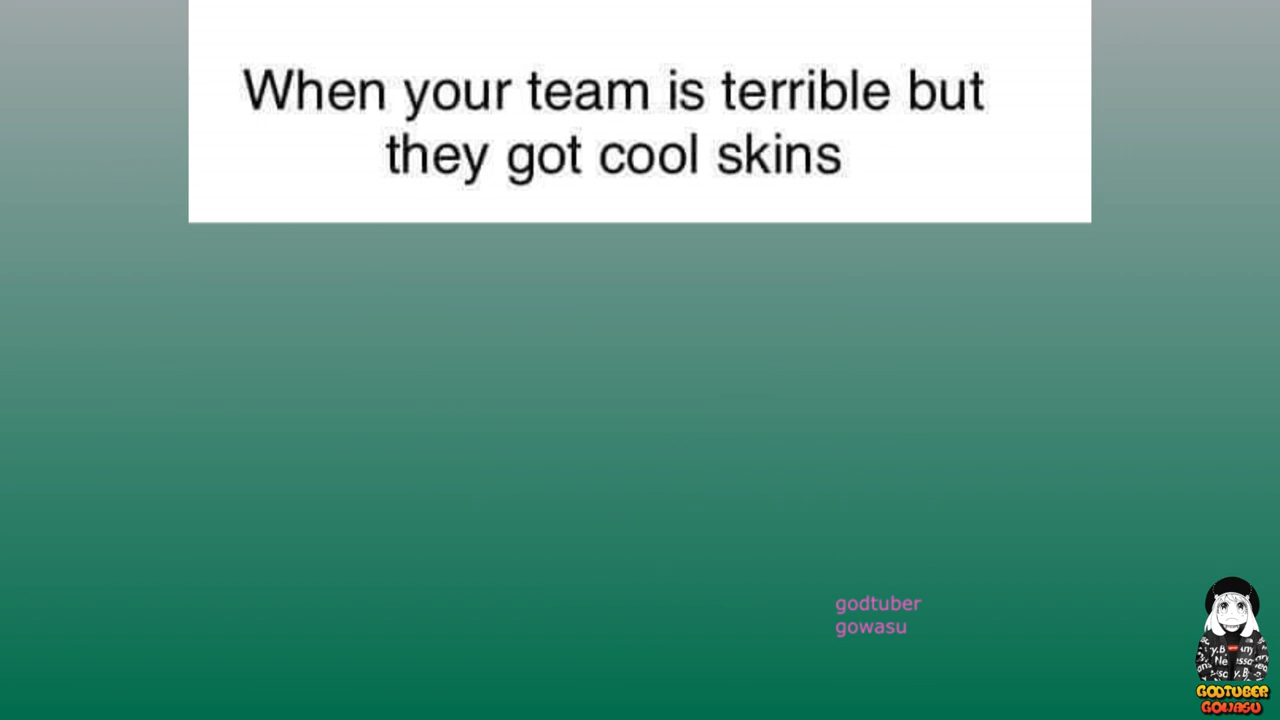 When your team is terrible but
they got cool skins
godtuber
gowasu
GODTUBER
GOWASU